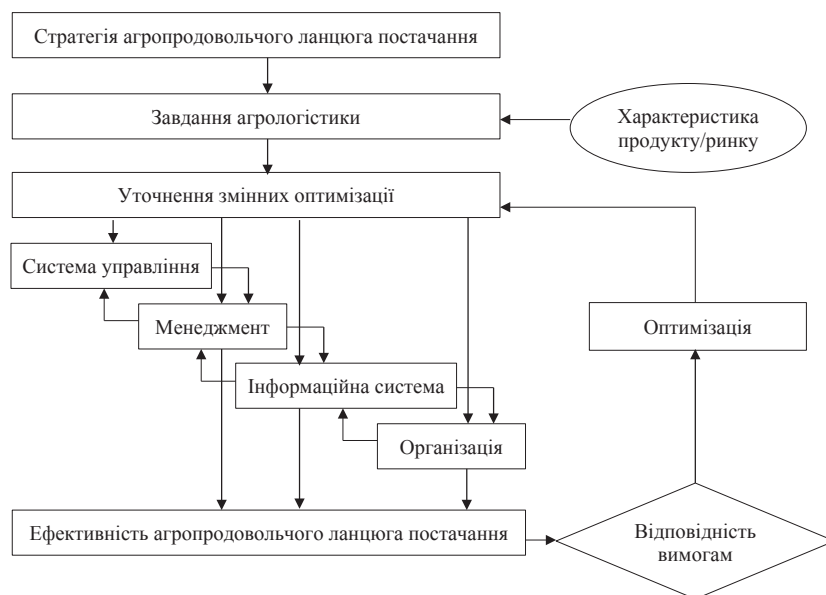 Стратегія агропродовольчого ланцюга постачання
Завдання агрологістики
Характеристика
продукту/ринку
Уточнення змінних оптимізації
Система управління
Менеджмент
Оптимізація
Інформаційна система
Організація
Ефективність агропродовольчого ланцюга постачання
Відповідність
вимогам